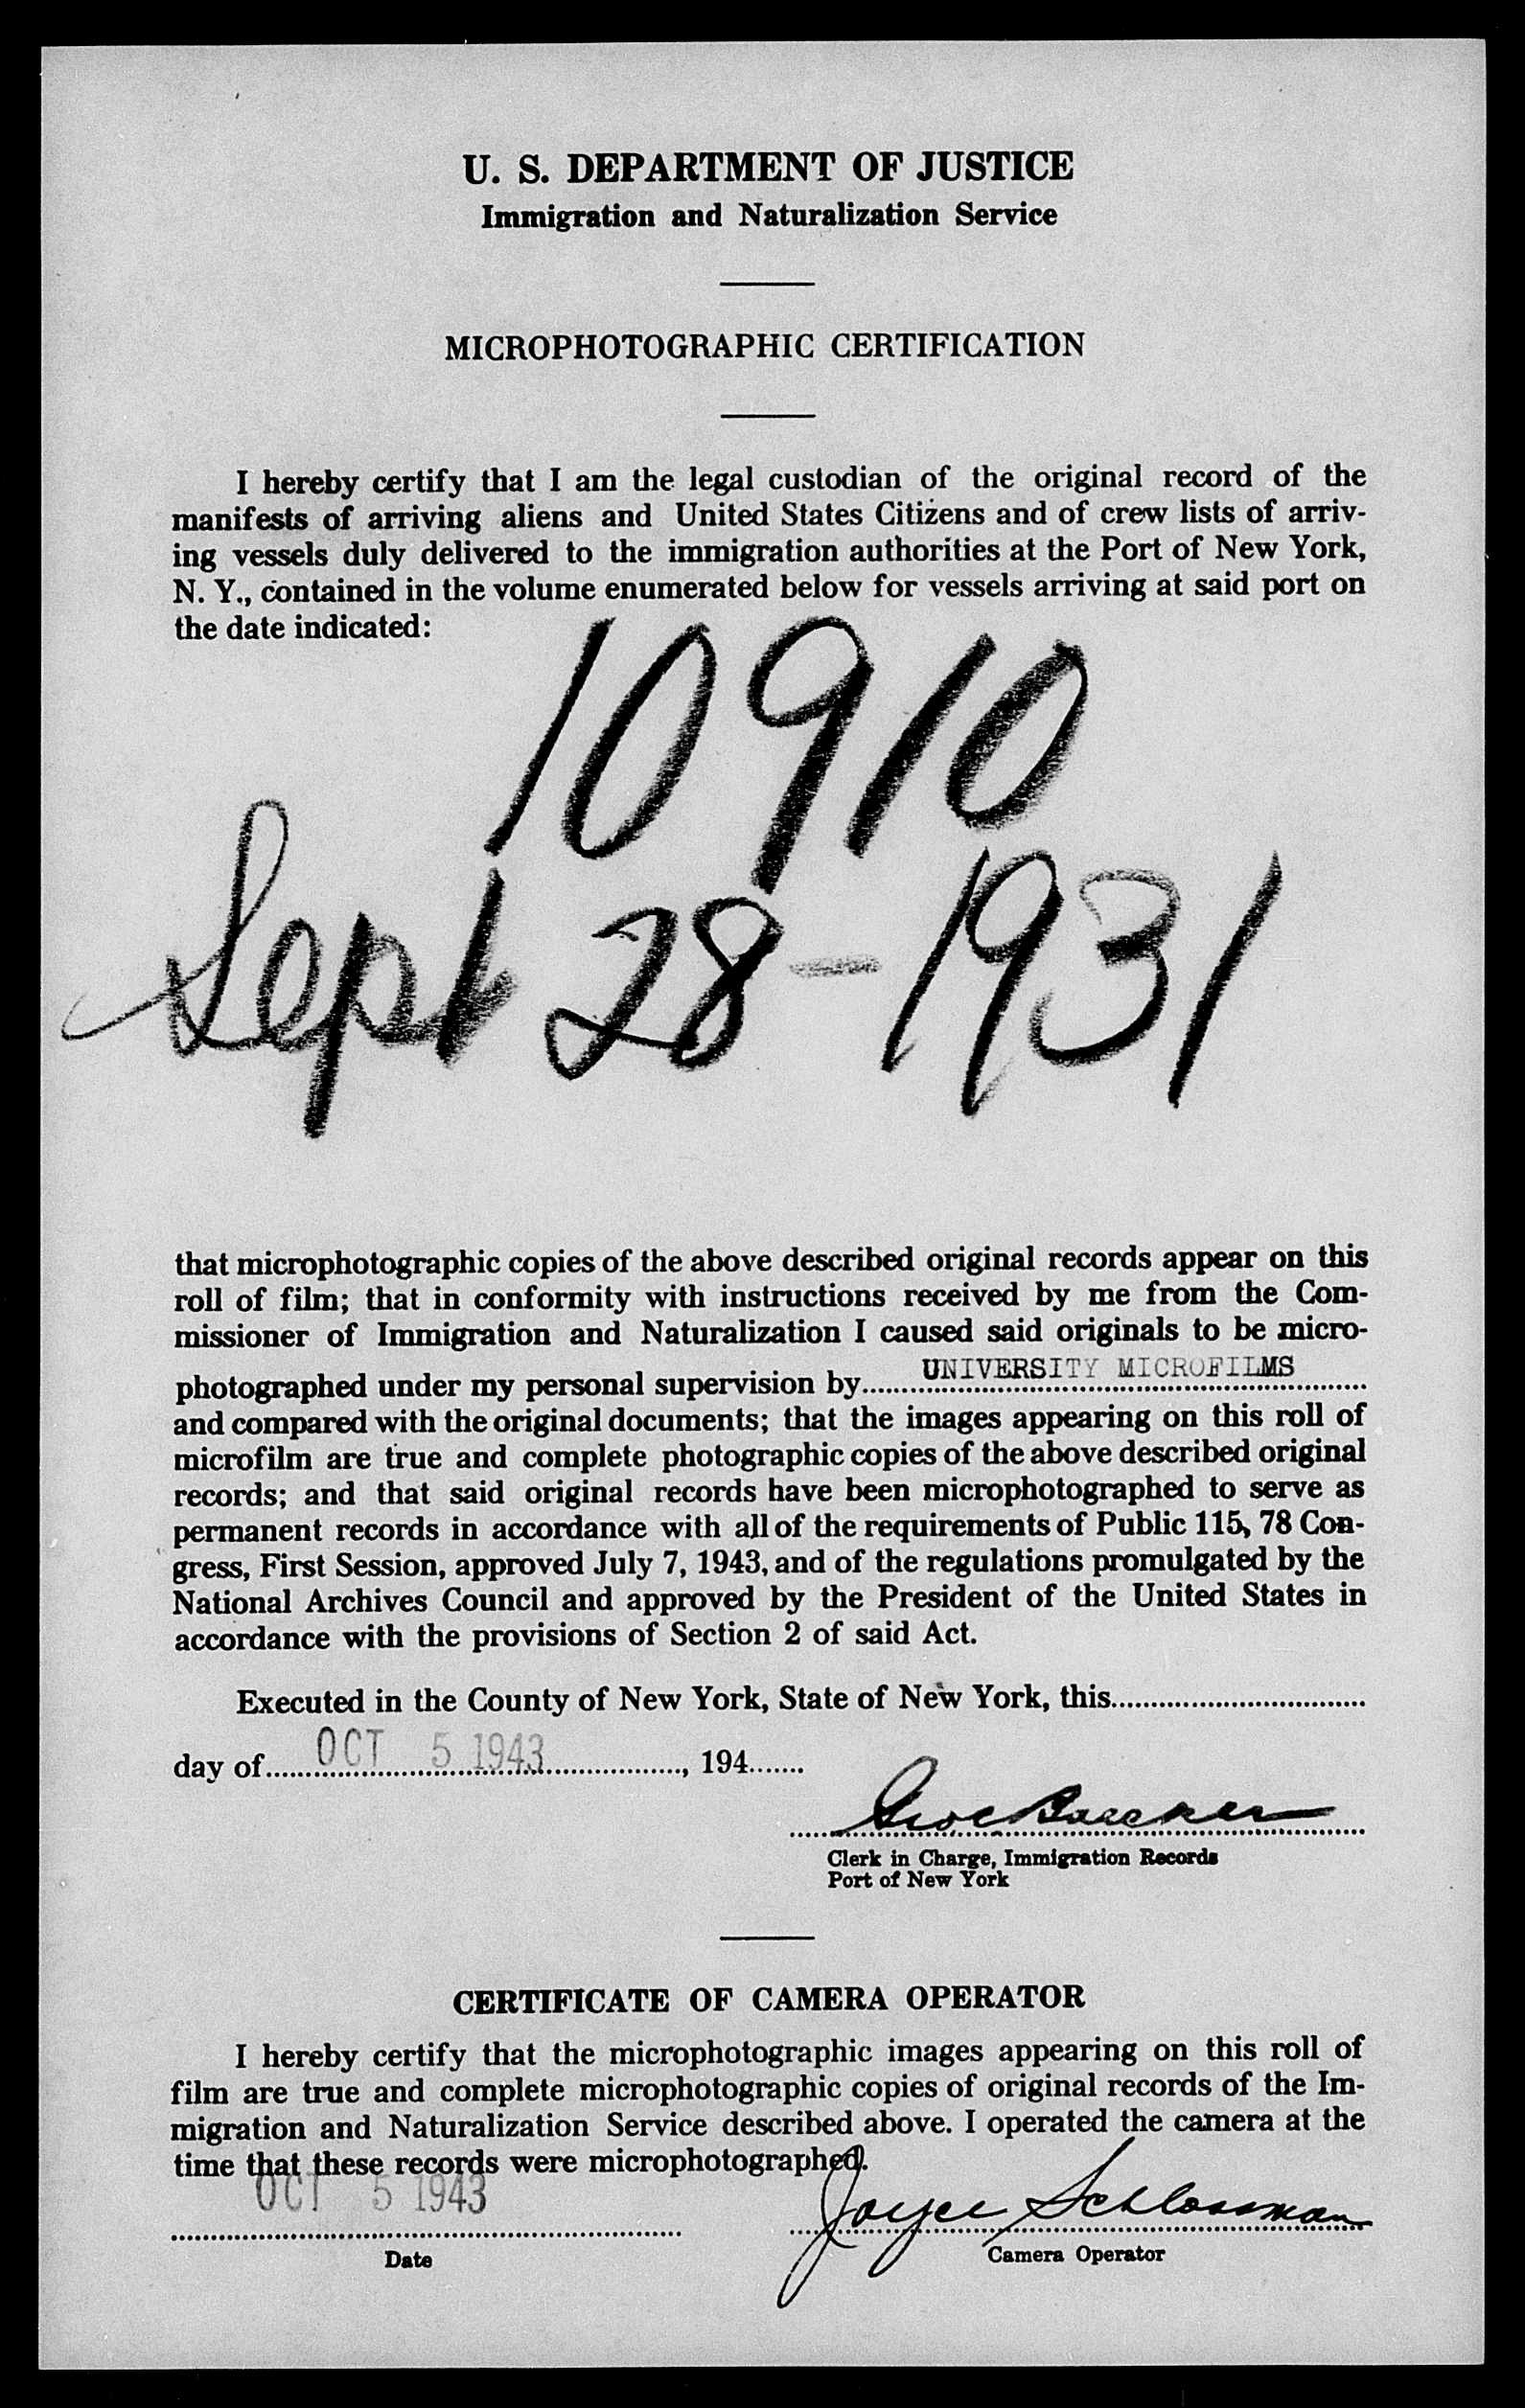 U. S. DEPARTMENT OF JUSTICE
Immigration and Naturalization Service
MICROPHOTOGRAPHIC CERTIFICATION
I hereby certify that I am the legal custodian of the original record of the
manifests of arriving aliens and United States Citizens and of crew lists of arriv-
ing vessels duly delivered to the immigration authorities at the Port of New York,
N. Y., contained in the volume enumerated below for vessels arriving at said port on
the date indicated:
10910
Sept 28-1931
that microphotographic copies of the above described original records appear on this
roll of film; that in conformity with instructions received by me from the Com-
missioner of Immigration and Naturalization I caused said originals to be micro-
photographed under my personal supervision by UNIVERSITY MICROFILMS
and compared with the original documents; that the images appearing on this roll of
microfilm are true and complete photographic copies of the above described original
records; and that said original records have been microphotographed to serve as
permanent records in accordance with all of the requirements of Public 115, 78 Con-
gress, First Session, approved July 7, 1943, and of the regulations promulgated by the
National Archives Council and approved by the President of the United States in
accordance with the provisions of Section 2 of said Act.
Executed in the County of New York, State of New York, this
day of OCT 5 1943, 194
Clerk in Charge, Immigration Records
Port of New York
CERTIFICATE OF CAMERA OPERATOR
I hereby certify that the microphotographic images appearing on this roll of
film are true and complete microphotographic copies of original records of the Im-
migration and Naturalization Service described above. I operated the camera at the
time that these records were microphotographed.
OCT 5 1943
Joyce Schlossman
Date
Camera Operator